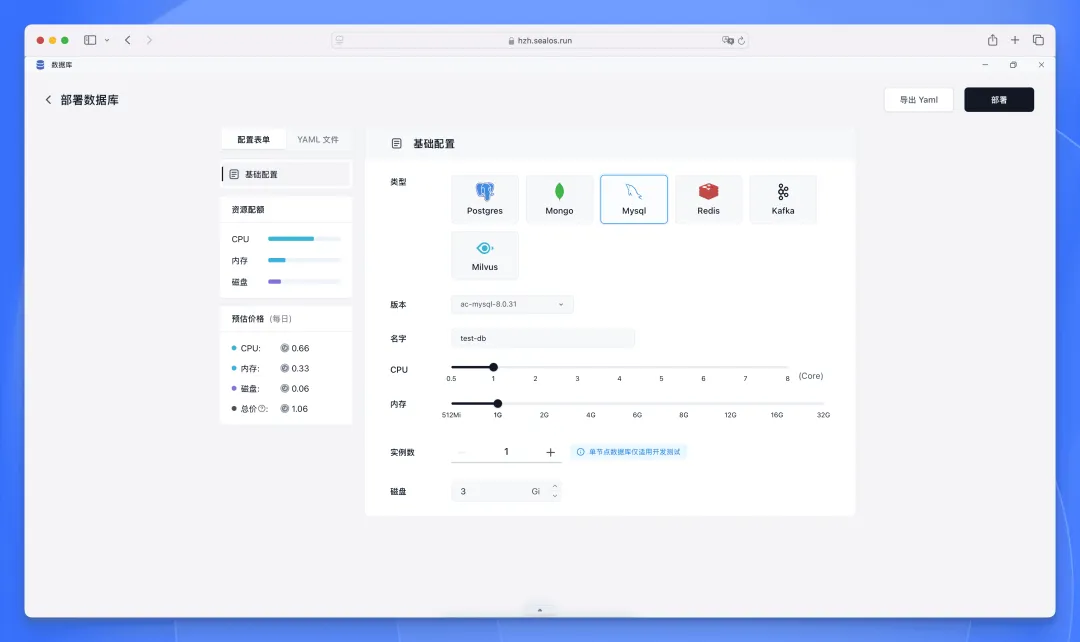 hzh.sealos.run
数据库
部署数据库
导出 Yaml
部署
配置表单
YAML 文件
基础配置
资源配额
CPU
内存
磁盘
预估价格 (每日)
CPU: 0.66
内存: 0.33
磁盘: 0.06
总价?: 1.06
基础配置
类型
Postgres
Mongo
Mysql
Redis
Kafka
Milvus
版本
ac-mysql-8.0.31
名字
test-db
CPU
0.5 1 2 3 4 5 6 7 8 (Core)
内存
512Mi 1G 2G 4G 6G 8G 12G 16G 32G
实例数
1
单节点数据库仅适用开发测试
磁盘
3 Gi